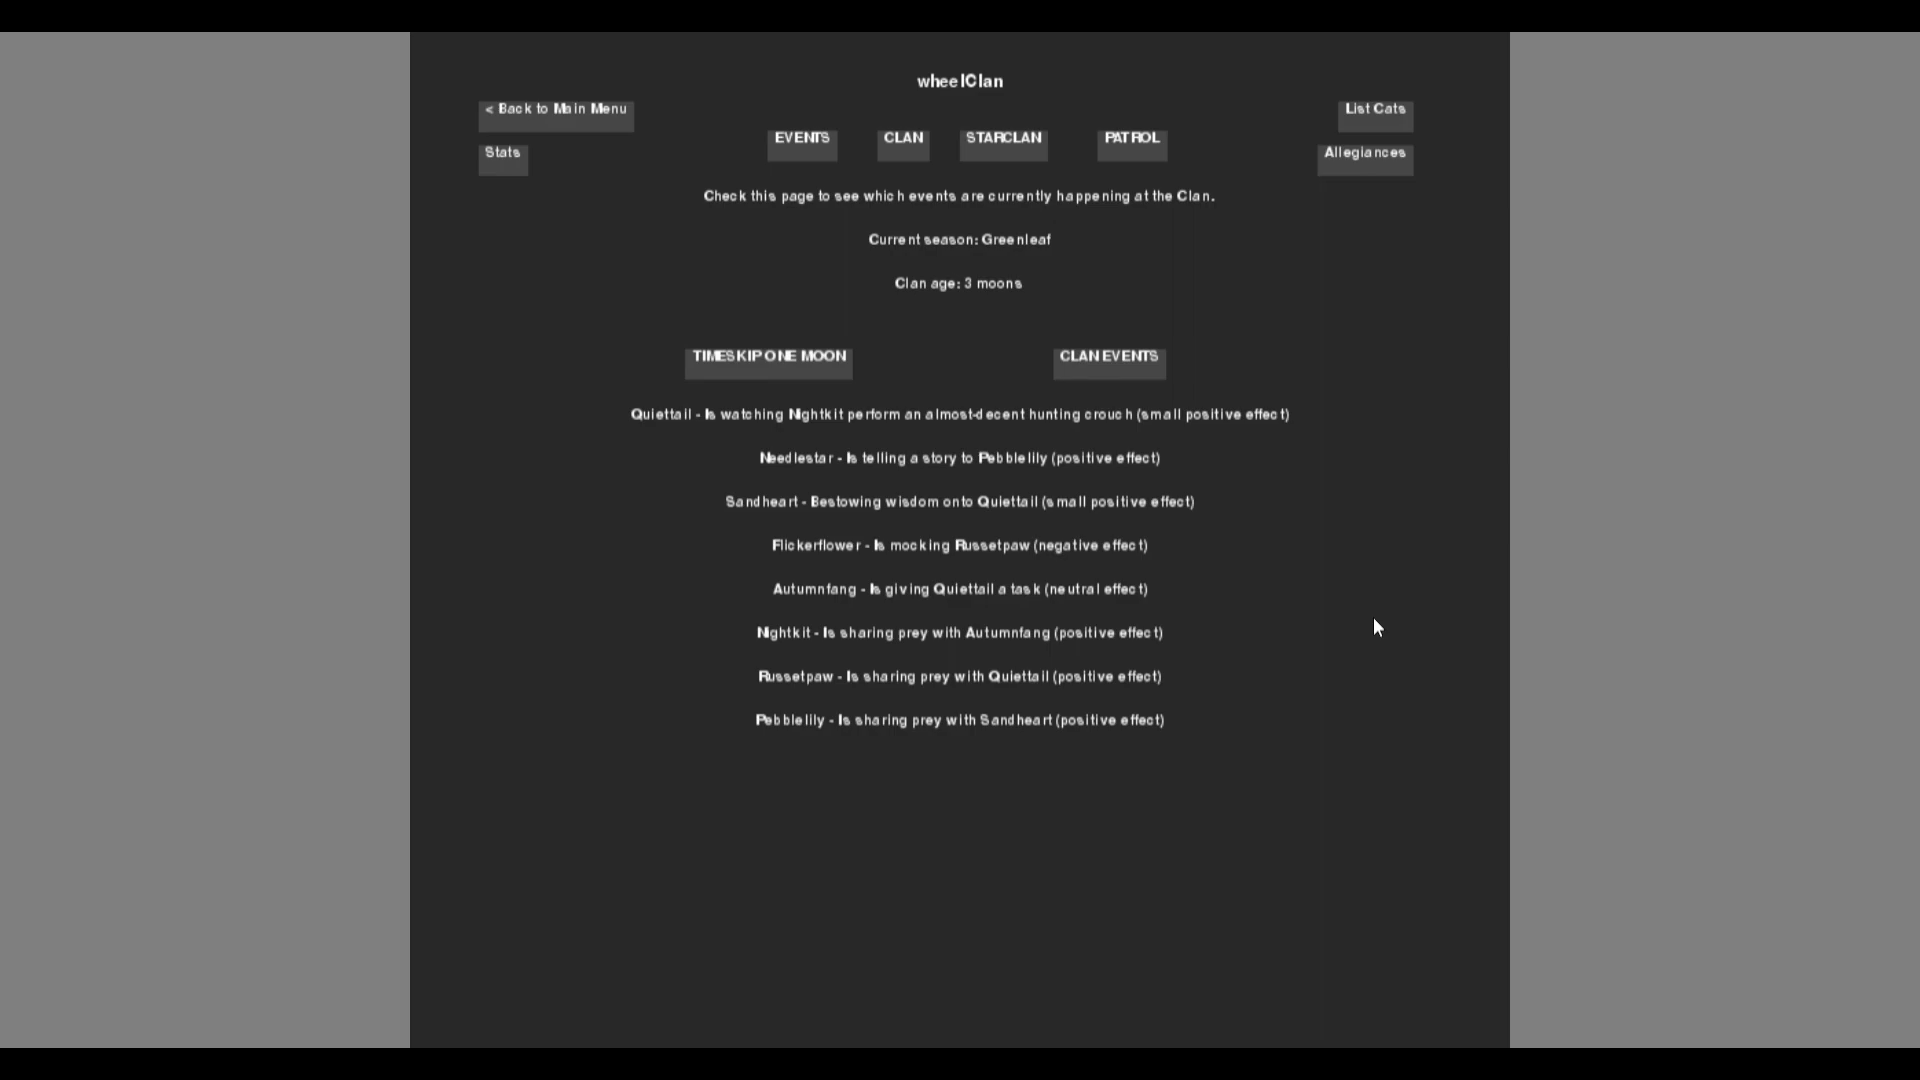 wheelClan
< Back to Main Menu
List Cats
EVENTS
CLAN
STARCLAN
PATROL
Stats
Allegiances
Check this page to see which events are currently happening at the Clan.
Current season: Greenleaf
Clan age: 3 moons
TIMESKIP ONE MOON
CLAN EVENTS
Quiettail - Is watching Nightkit perform an almost-decent hunting crouch (small positive effect)
Needlestar - Is telling a story to Pebblelily (positive effect)
Sandheart - Bestowing wisdom onto Quiettail (small positive effect)
Flickerflower - Is mocking Russetpaw (negative effect)
Autumnfang - Is giving Quiettail a task (neutral effect)
Nightkit - Is sharing prey with Autumnfang (positive effect)
Russetpaw - Is sharing prey with Quiettail (positive effect)
Pebblelily - Is sharing prey with Sandheart (positive effect)